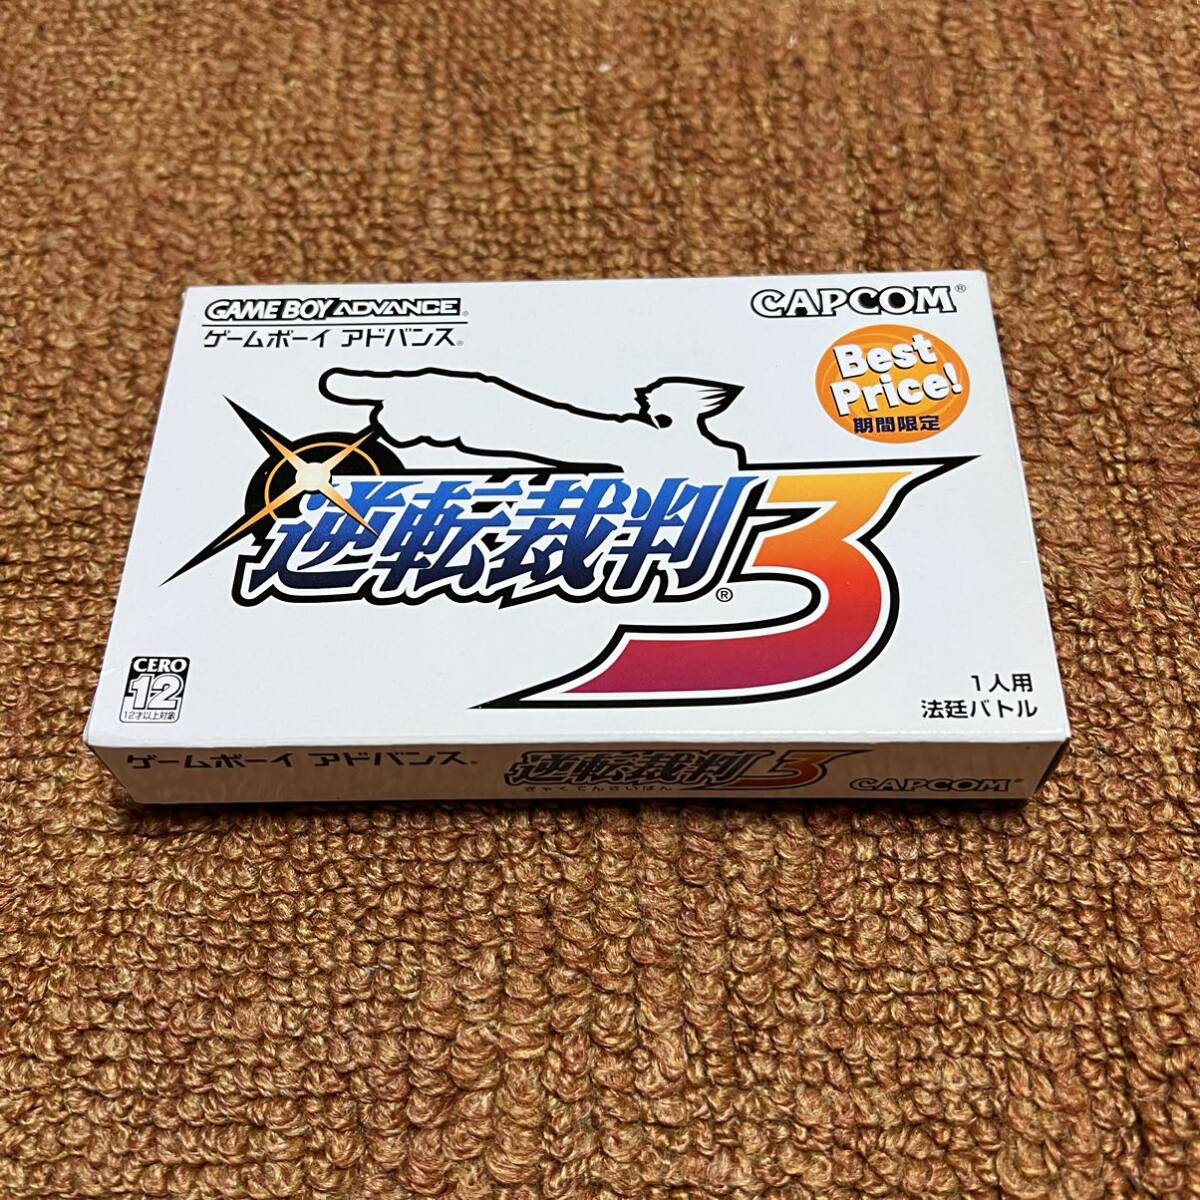 GAME BOY ADVANCE®
ゲームボーイ アドバンス®
CAPCOM®
Best
Price!
期間限定
逆転裁判®3
CERO
12
12才以上対象
1人用
法廷バトル
ゲームボーイ アドバンス®
逆転裁判3
ぎゃくてんさいばん
CAPCOM®